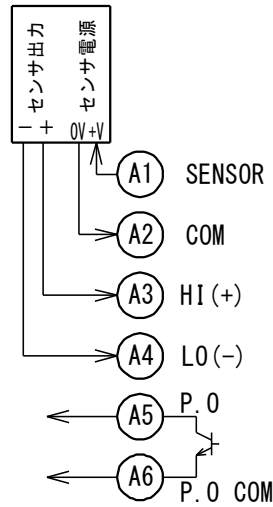 センサ出力
センサ電源
− +
0V +V
A1 SENSOR
A2 COM
A3 HI(+)
A4 LO(−)
A5 P.O
A6 P.O COM